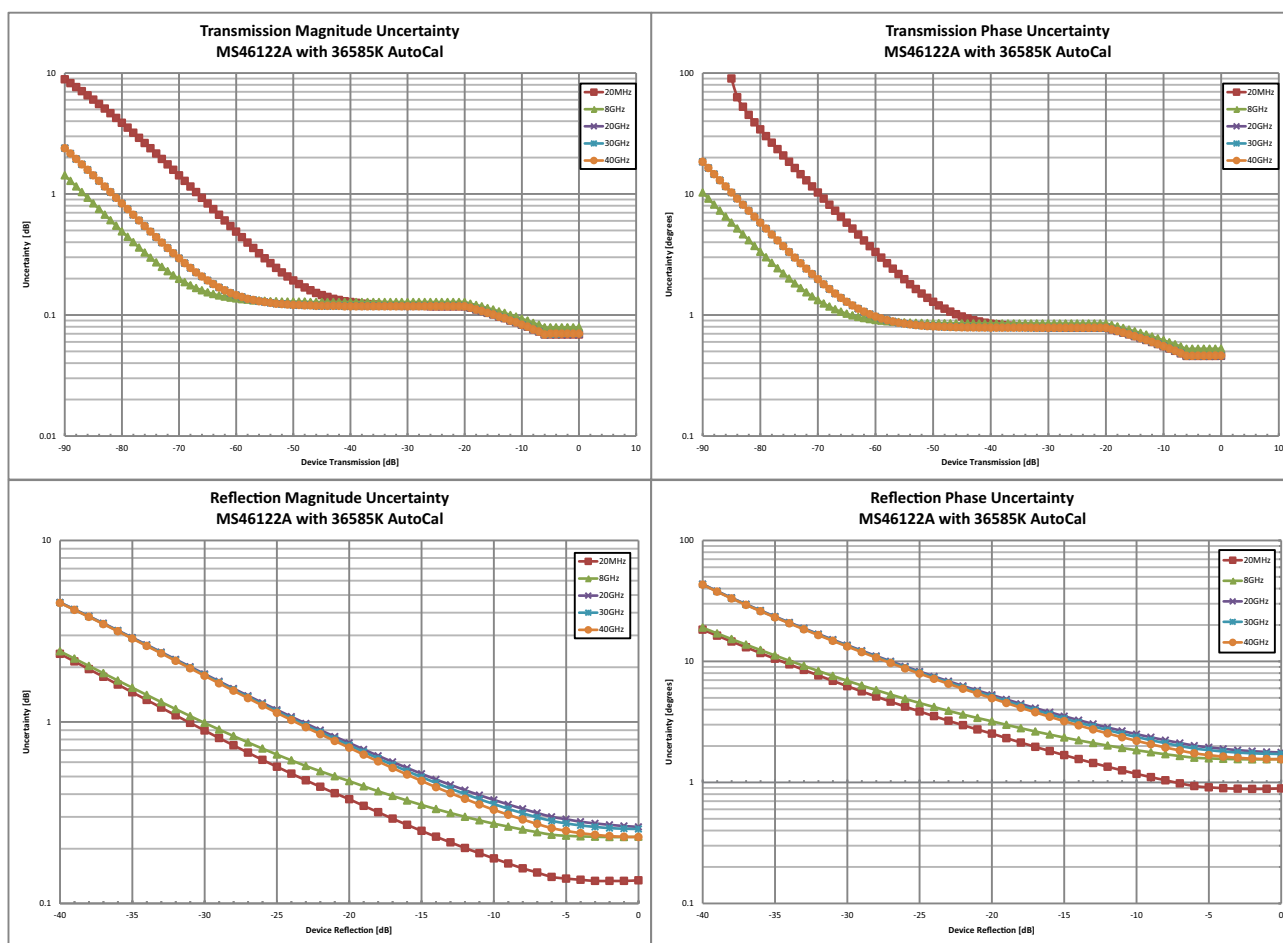 Transmission Magnitude Uncertainty
MS46122A with 36585K AutoCal
10
1
0.1
0.01
Uncertainty [dB]
-90 -80 -70 -60 -50 -40 -30 -20 -10 0 10
Device Transmission [dB]
20MHz
8GHz
20GHz
30GHz
40GHz
Transmission Phase Uncertainty
MS46122A with 36585K AutoCal
100
10
1
0.1
Uncertainty [degrees]
-90 -80 -70 -60 -50 -40 -30 -20 -10 0 10
Device Transmission [dB]
20MHz
8GHz
20GHz
30GHz
40GHz
Reflection Magnitude Uncertainty
MS46122A with 36585K AutoCal
10
1
0.1
Uncertainty [dB]
-40 -35 -30 -25 -20 -15 -10 -5 0
Device Reflection [dB]
20MHz
8GHz
20GHz
30GHz
40GHz
Reflection Phase Uncertainty
MS46122A with 36585K AutoCal
100
10
1
0.1
Uncertainty [degrees]
-40 -35 -30 -25 -20 -15 -10 -5 0
Device Reflection [dB]
20MHz
8GHz
20GHz
30GHz
40GHz